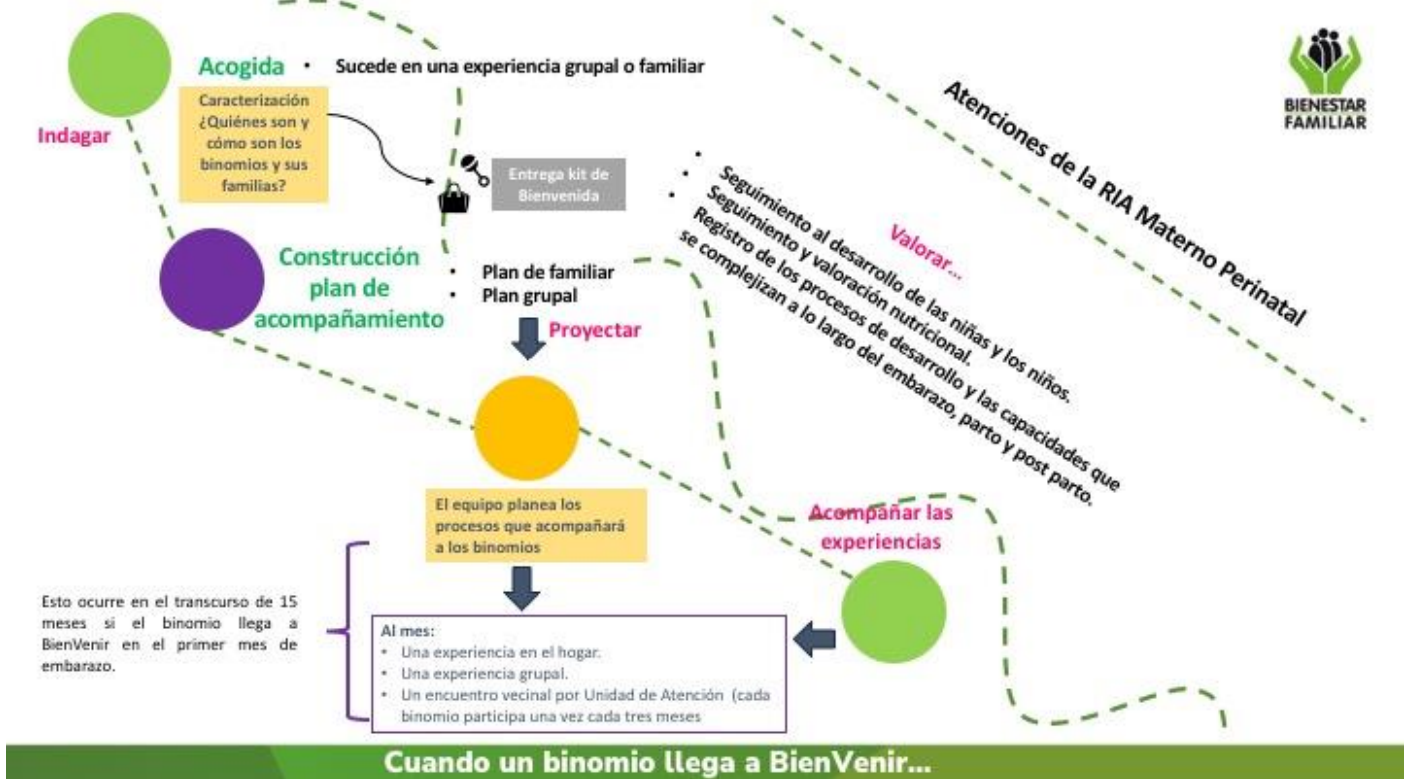 Acogida • Sucede en una experiencia grupal o familiar
Indagar
Caracterización
¿Quiénes son y
cómo son los
binomios y sus
familias?
Entrega kit de
Bienvenida
BIENESTAR
FAMILIAR
Atenciones de la RIA Materno Perinatal
Valorar...
• Seguimiento al desarrollo de las niñas y los niños.
• Seguimiento y valoración nutricional.
• Registro de los procesos de desarrollo y las capacidades que
se complejizan a lo largo del embarazo, parto y post parto.
Construcción
plan de
acompañamiento
• Plan de familiar
• Plan grupal
Proyectar
El equipo planea los
procesos que acompañará
a los binomios
Acompañar las
experiencias
Esto ocurre en el transcurso de 15
meses si el binomio llega a
BienVenir en el primer mes de
embarazo.
Al mes:
• Una experiencia en el hogar.
• Una experiencia grupal.
• Un encuentro vecinal por Unidad de Atención (cada
binomio participa una vez cada tres meses
Cuando un binomio llega a BienVenir...